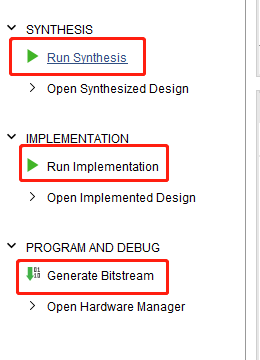 SYNTHESIS
Run Synthesis
Open Synthesized Design
IMPLEMENTATION
Run Implementation
Open Implemented Design
PROGRAM AND DEBUG
Generate Bitstream
Open Hardware Manager